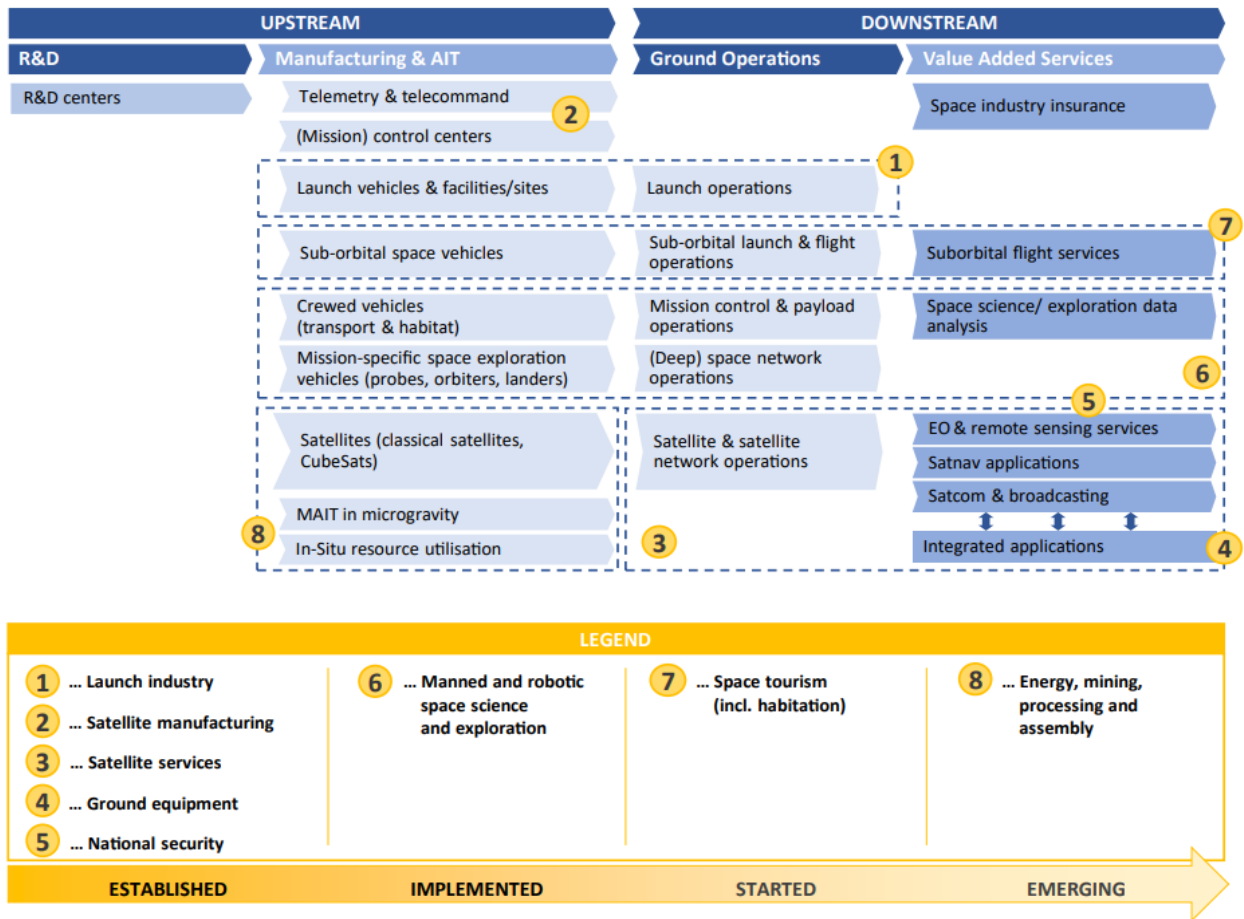 UPSTREAM
DOWNSTREAM
R&D
Manufacturing & AIT
Ground Operations
Value Added Services
R&D centers
Telemetry & telecommand
2
(Mission) control centers
Space industry insurance
1
Launch vehicles & facilities/sites
Launch operations
7
Sub-orbital space vehicles
Sub-orbital launch & flight
operations
Suborbital flight services
Crewed vehicles
(transport & habitat)
Mission control & payload
operations
Space science/ exploration data
analysis
Mission-specific space exploration
vehicles (probes, orbiters, landers)
(Deep) space network
operations
6
5
Satellites (classical satellites,
CubeSats)
Satellite & satellite
network operations
EO & remote sensing services
Satnav applications
Satcom & broadcasting
MAIT in microgravity
8
In-Situ resource utilisation
3
Integrated applications
4
LEGEND
1 ... Launch industry
2 ... Satellite manufacturing
3 ... Satellite services
4 ... Ground equipment
5 ... National security
6 ... Manned and robotic
space science
and exploration
7 ... Space tourism
(incl. habitation)
8 ... Energy, mining,
processing and
assembly
ESTABLISHED
IMPLEMENTED
STARTED
EMERGING